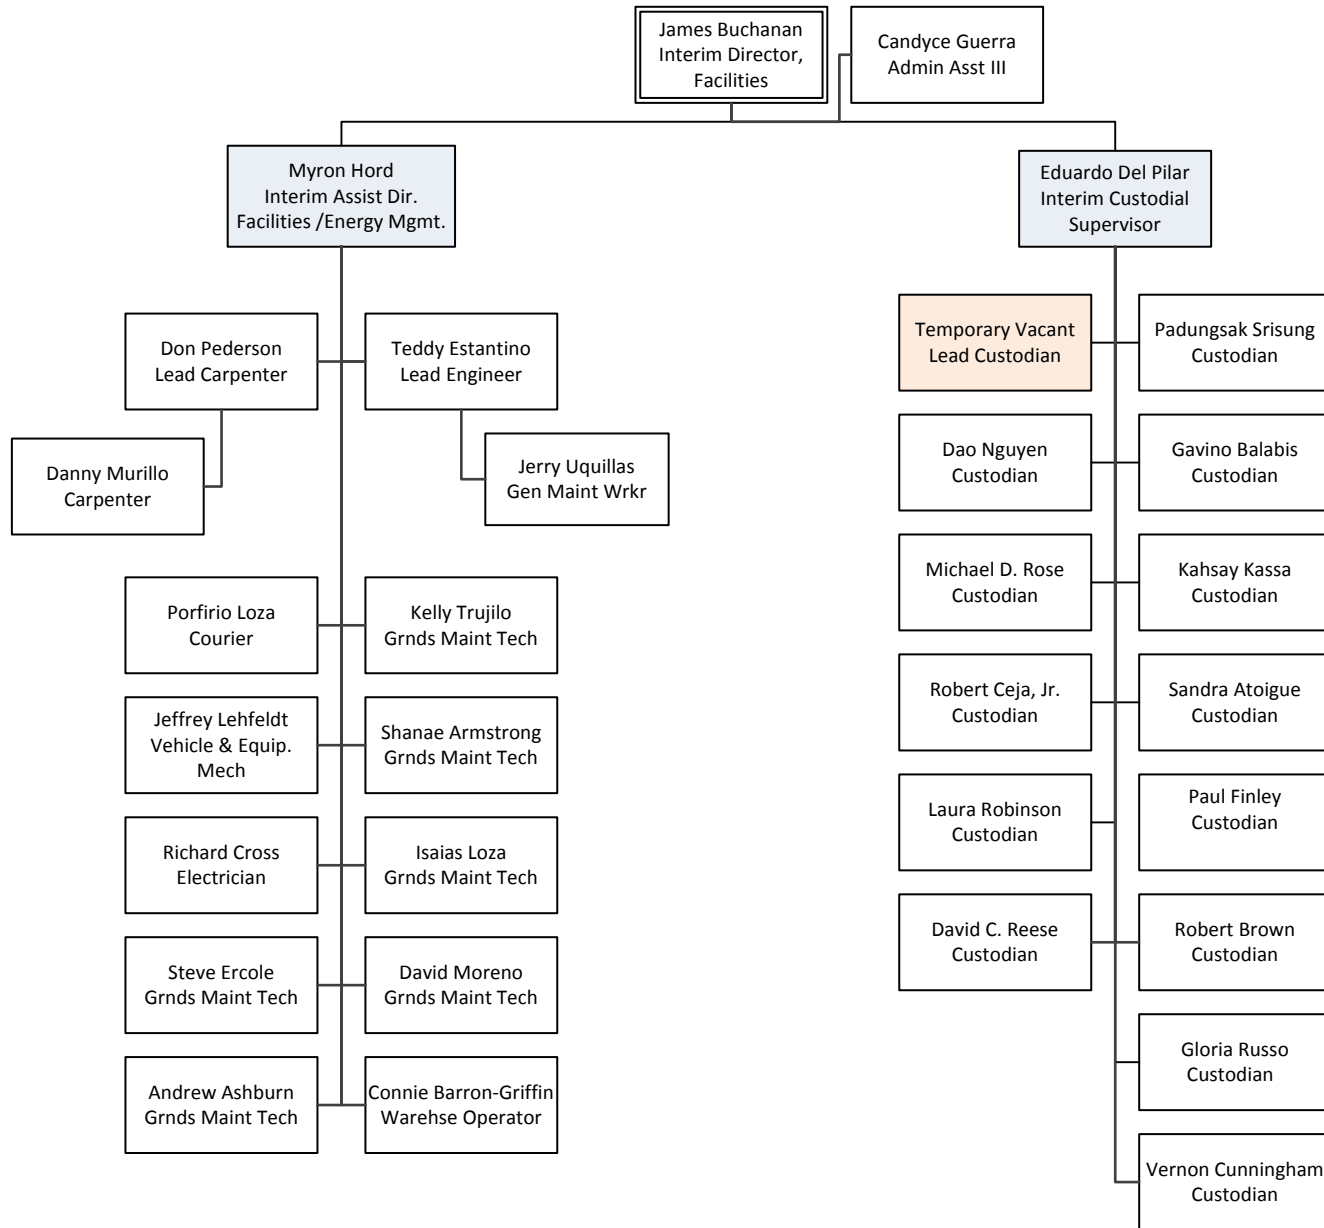 James Buchanan
Interim Director,
Facilities
Candyce Guerra
Admin Asst III
Myron Hord
Interim Assist Dir.
Facilities /Energy Mgmt.
Eduardo Del Pilar
Interim Custodial
Supervisor
Don Pederson
Lead Carpenter
Teddy Estantino
Lead Engineer
Danny Murillo
Carpenter
Jerry Uquillas
Gen Maint Wrkr
Porfirio Loza
Courier
Kelly Trujilo
Grnds Maint Tech
Jeffrey Lehfeldt
Vehicle & Equip.
Mech
Shanae Armstrong
Grnds Maint Tech
Richard Cross
Electrician
Isaias Loza
Grnds Maint Tech
Steve Ercole
Grnds Maint Tech
David Moreno
Grnds Maint Tech
Andrew Ashburn
Grnds Maint Tech
Connie Barron-Griffin
Warehse Operator
Temporary Vacant
Lead Custodian
Padungsak Srisung
Custodian
Dao Nguyen
Custodian
Gavino Balabis
Custodian
Michael D. Rose
Custodian
Kahsay Kassa
Custodian
Robert Ceja, Jr.
Custodian
Sandra Atoigue
Custodian
Laura Robinson
Custodian
Paul Finley
Custodian
David C. Reese
Custodian
Robert Brown
Custodian
Gloria Russo
Custodian
Vernon Cunningham
Custodian